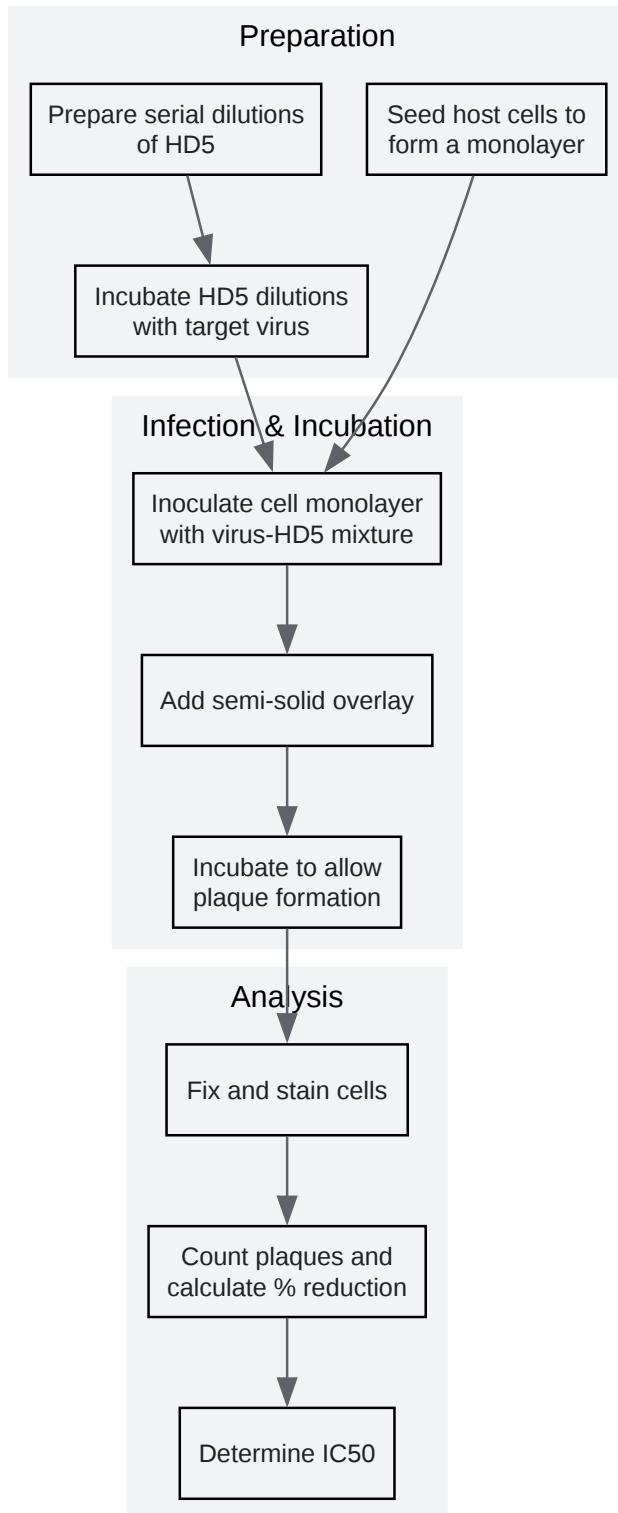 Preparation
Prepare serial dilutions
of HD5
Seed host cells to
form a monolayer
Incubate HD5 dilutions
with target virus
Infection & Incubation
Inoculate cell monolayer
with virus-HD5 mixture
Add semi-solid overlay
Incubate to allow
plaque formation
Analysis
Fix and stain cells
Count plaques and
calculate % reduction
Determine IC50